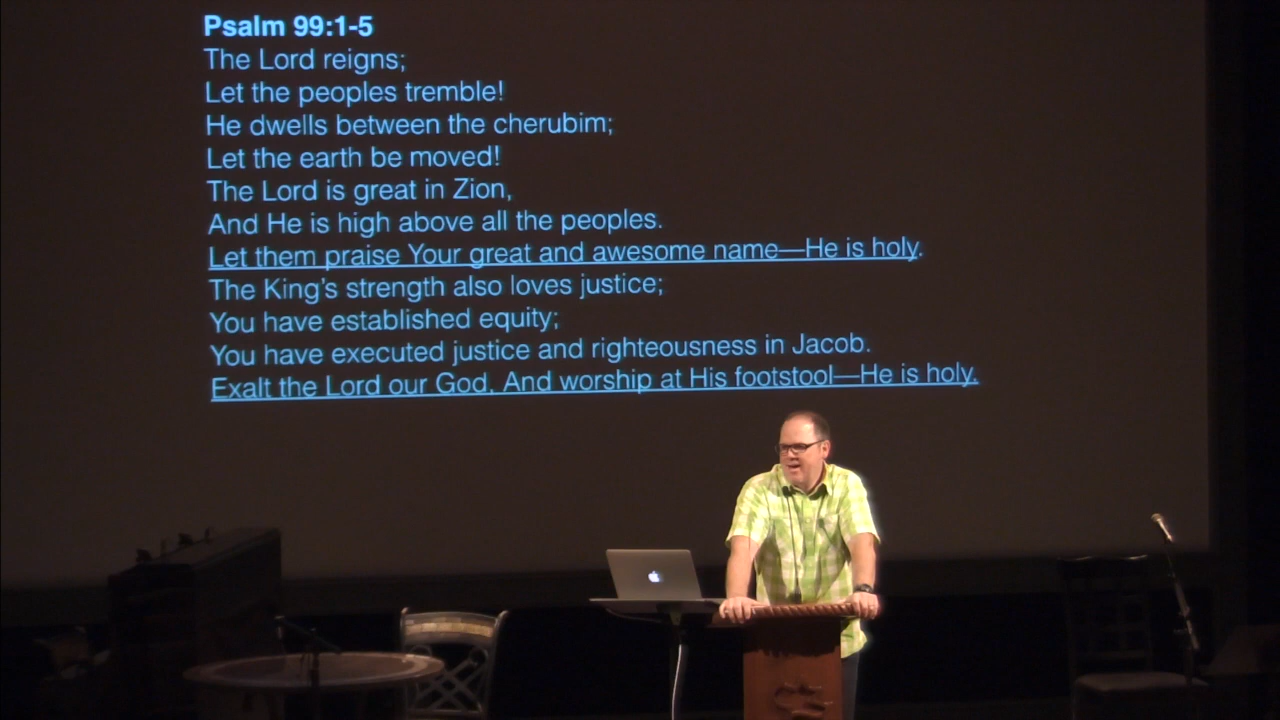 Psalm 99:1-5
The Lord reigns;
Let the peoples tremble!
He dwells between the cherubim;
Let the earth be moved!
The Lord is great in Zion,
And He is high above all the peoples.
Let them praise Your great and awesome name—He is holy.
The King's strength also loves justice;
You have established equity;
You have executed justice and righteousness in Jacob.
Exalt the Lord our God, And worship at His footstool—He is holy.